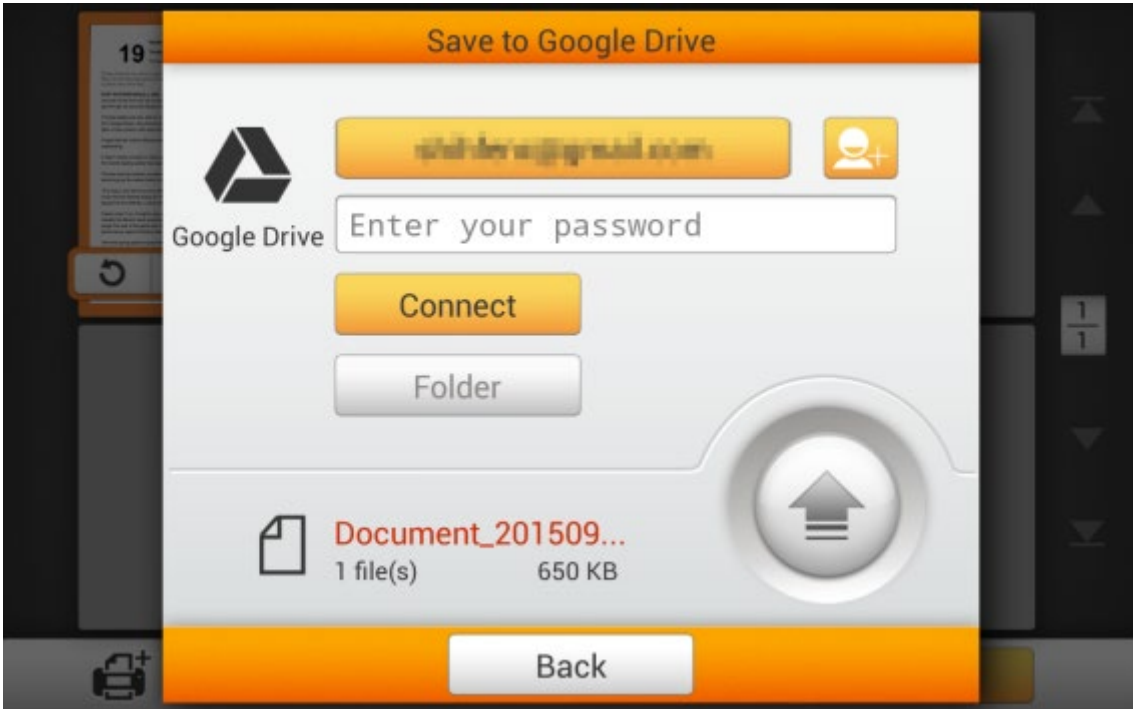 Save to Google Drive
19
Google Drive
Enter your password
Connect
Folder
1
1
Document_201509...
1 file(s) 650 KB
Back